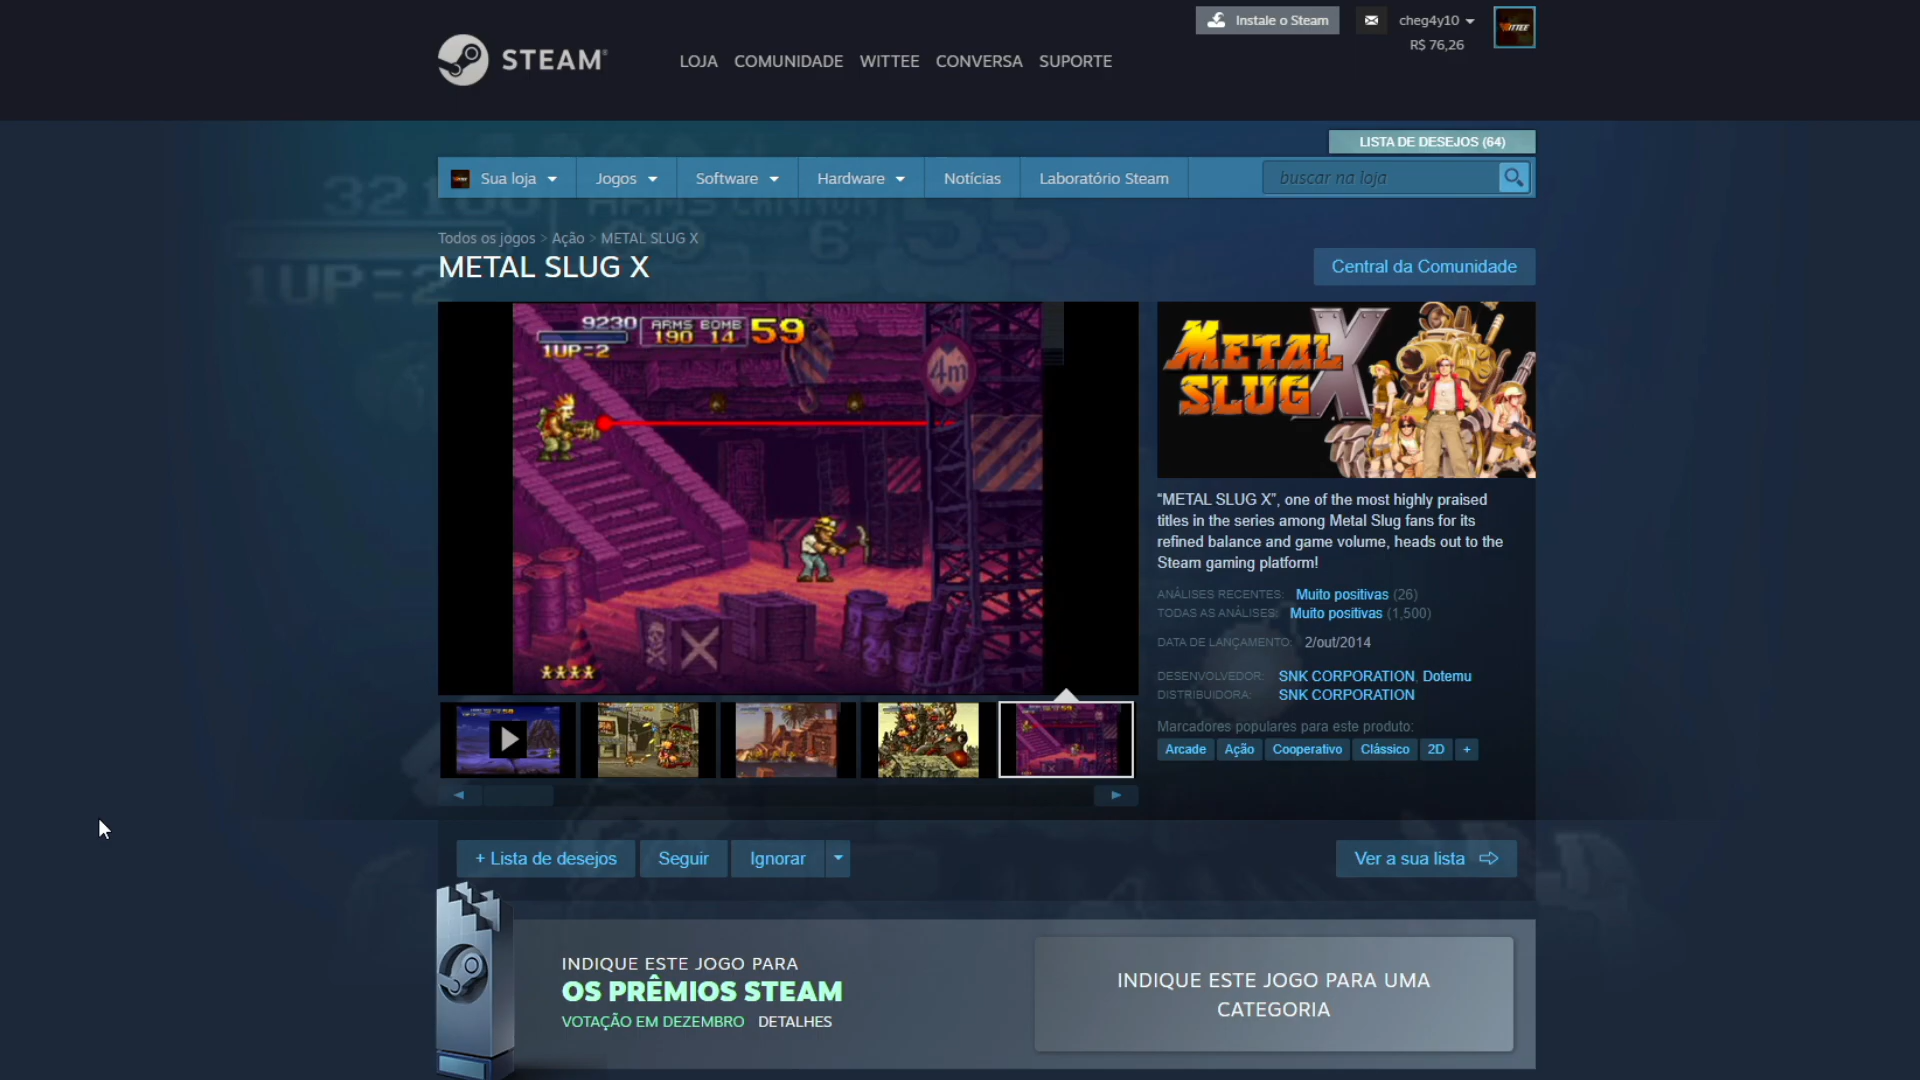 Instale o Steam
cheg4y10
R$ 76,26
WITTEE
STEAM®
LOJA COMUNIDADE WITTEE CONVERSA SUPORTE
LISTA DE DESEJOS (64)
Sua loja Jogos Software Hardware Notícias Laboratório Steam
buscar na loja
Todos os jogos > Ação > METAL SLUG X
METAL SLUG X
Central da Comunidade
9230 ARMS BOMB 59
190 14
1UP=2
4m
24
METAL SLUG X
"METAL SLUG X", one of the most highly praised
titles in the series among Metal Slug fans for its
refined balance and game volume, heads out to the
Steam gaming platform!
ANÁLISES RECENTES: Muito positivas (26)
TODAS AS ANÁLISES: Muito positivas (1,500)
DATA DE LANÇAMENTO: 2/out/2014
DESENVOLVEDOR: SNK CORPORATION, Dotemu
DISTRIBUIDORA: SNK CORPORATION
Marcadores populares para este produto:
Arcade Ação Cooperativo Clássico 2D +
+ Lista de desejos Seguir Ignorar
Ver a sua lista
INDIQUE ESTE JOGO PARA
OS PRÊMIOS STEAM
VOTAÇÃO EM DEZEMBRO DETALHES
INDIQUE ESTE JOGO PARA UMA
CATEGORIA